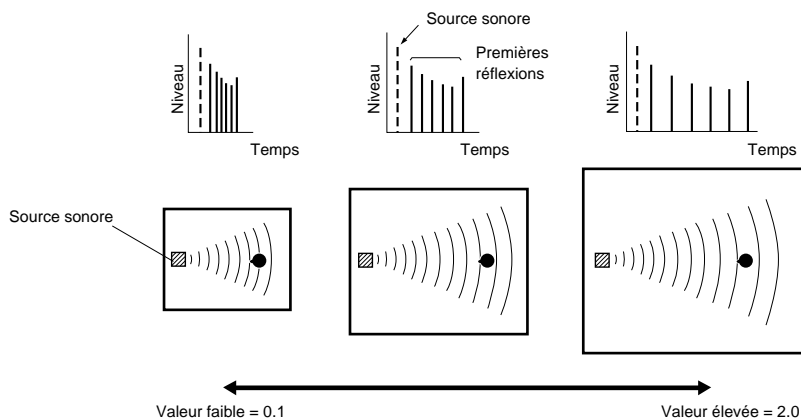 Source sonore
Premières
réflexions
Niveau
Niveau
Niveau
Temps
Temps
Temps
Source sonore
Valeur faible = 0.1
Valeur élevée = 2.0